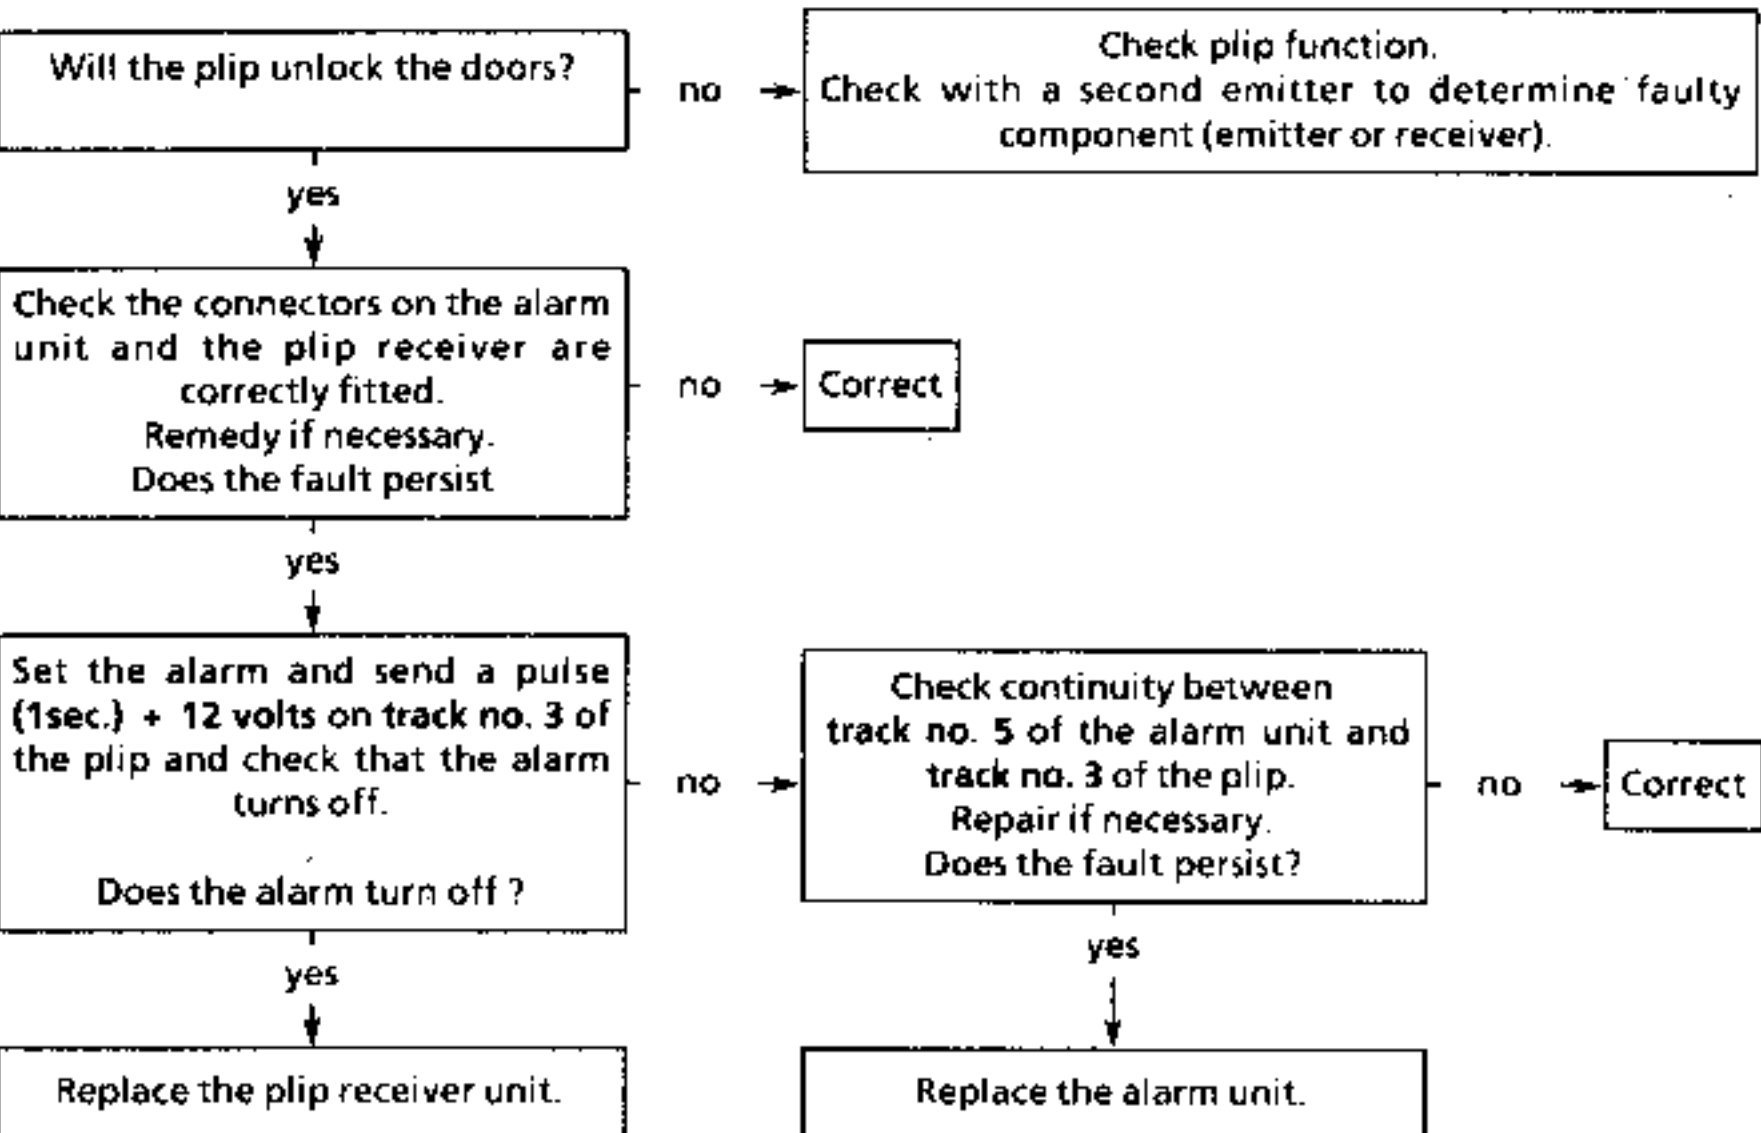 Will the plip unlock the doors?
no
Check plip function.
Check with a second emitter to determine faulty
component (emitter or receiver).
yes
Check the connectors on the alarm
unit and the plip receiver are
correctly fitted.
Remedy if necessary.
Does the fault persist
no
Correct
yes
Set the alarm and send a pulse
(1sec.) + 12 volts on track no. 3 of
the plip and check that the alarm
turns off.
Does the alarm turn off ?
no
Check continuity between
track no. 5 of the alarm unit and
track no. 3 of the plip.
Repair if necessary.
Does the fault persist?
no
Correct
yes
yes
Replace the plip receiver unit.
Replace the alarm unit.